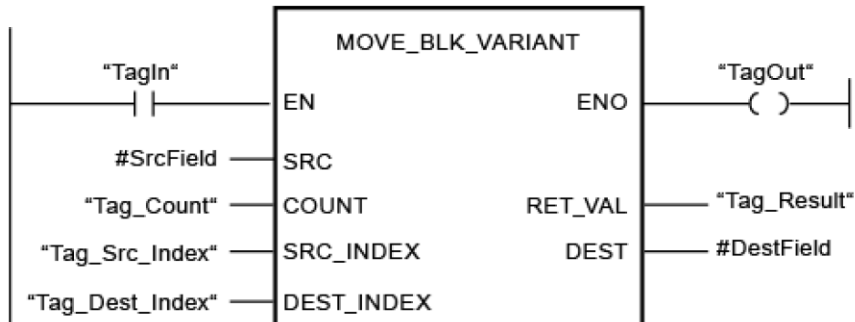 MOVE_BLK_VARIANT
“TagIn“ “TagOut“
EN ENO
#SrcField SRC
“Tag_Count“ COUNT RET_VAL “Tag_Result“
“Tag_Src_Index“ SRC_INDEX DEST #DestField
“Tag_Dest_Index“ DEST_INDEX